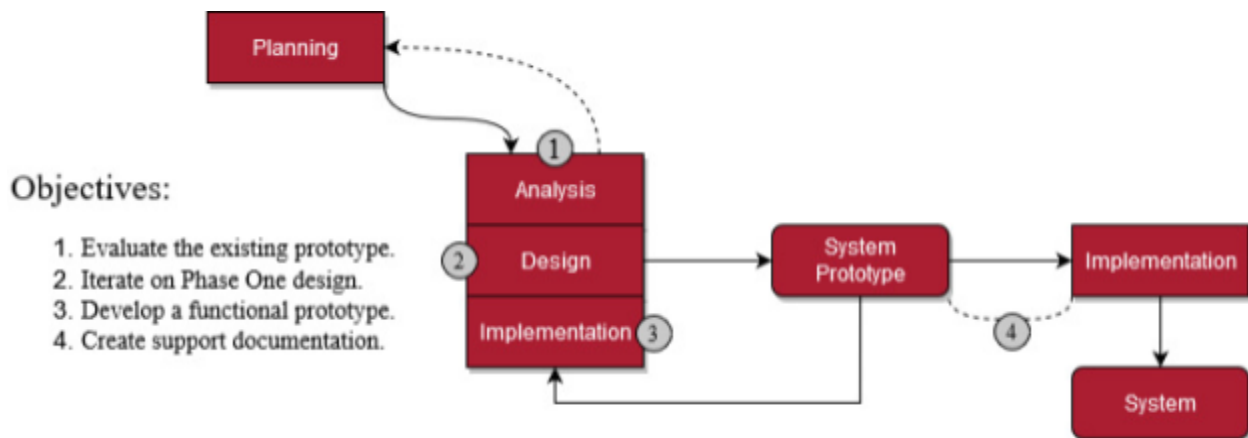 Planning
1
Analysis
Objectives:
1. Evaluate the existing prototype.
2. Iterate on Phase One design.
3. Develop a functional prototype.
4. Create support documentation.
2
Design
Implementation
3
System
Prototype
4
Implementation
System